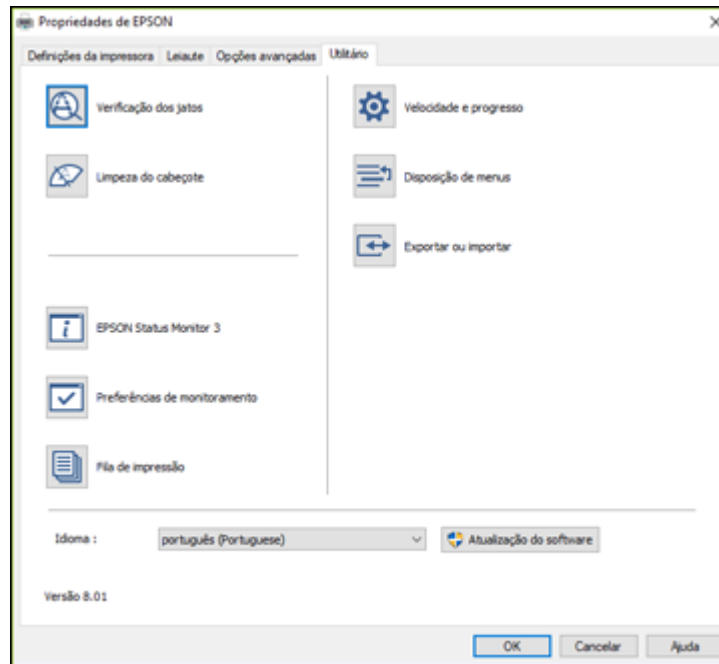 Propriedades de EPSON
Definições da impressora Leiaute Opções avançadas Utilitário
Verificação dos jatos
Limpeza do cabeçote
EPSON Status Monitor 3
Preferências de monitoramento
Fila de impressão
Velocidade e progresso
Disposição de menus
Exportar ou importar
Idioma : português (Portuguese) Atualização do software
Versão 8.01
OK Cancelar Ajuda